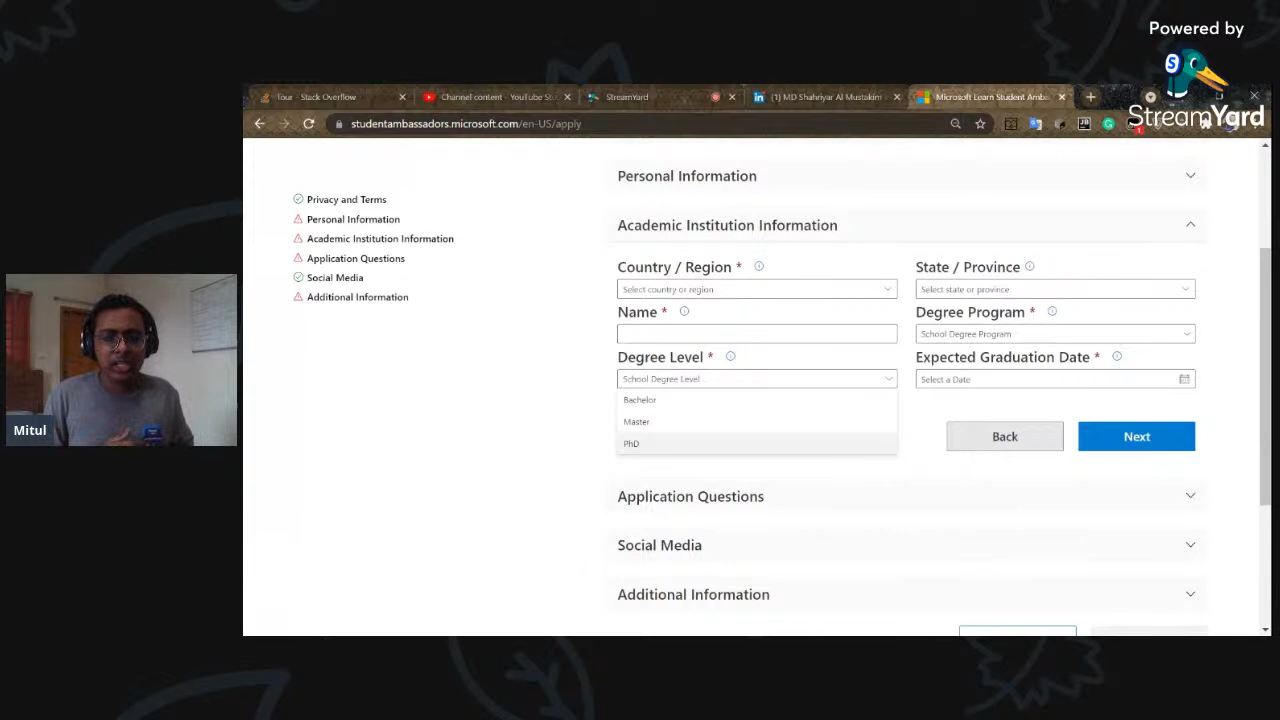 Powered by
StreamYard
Tour - Stack Overflow
Channel content - YouTube Stu
StreamYard
(1) MD Shahriyar Al Mustakim
Microsoft Learn Student Amb
studentambassadors.microsoft.com/en-US/apply
Privacy and Terms
Personal Information
Academic Institution Information
Application Questions
Social Media
Additional Information
Personal Information
Academic Institution Information
Country / Region *
Select country or region
State / Province
Select state or province
Name *
Degree Program *
School Degree Program
Degree Level *
School Degree Level
Expected Graduation Date *
Select a Date
Bachelor
Master
PhD
Back
Next
Application Questions
Social Media
Additional Information
Mitul